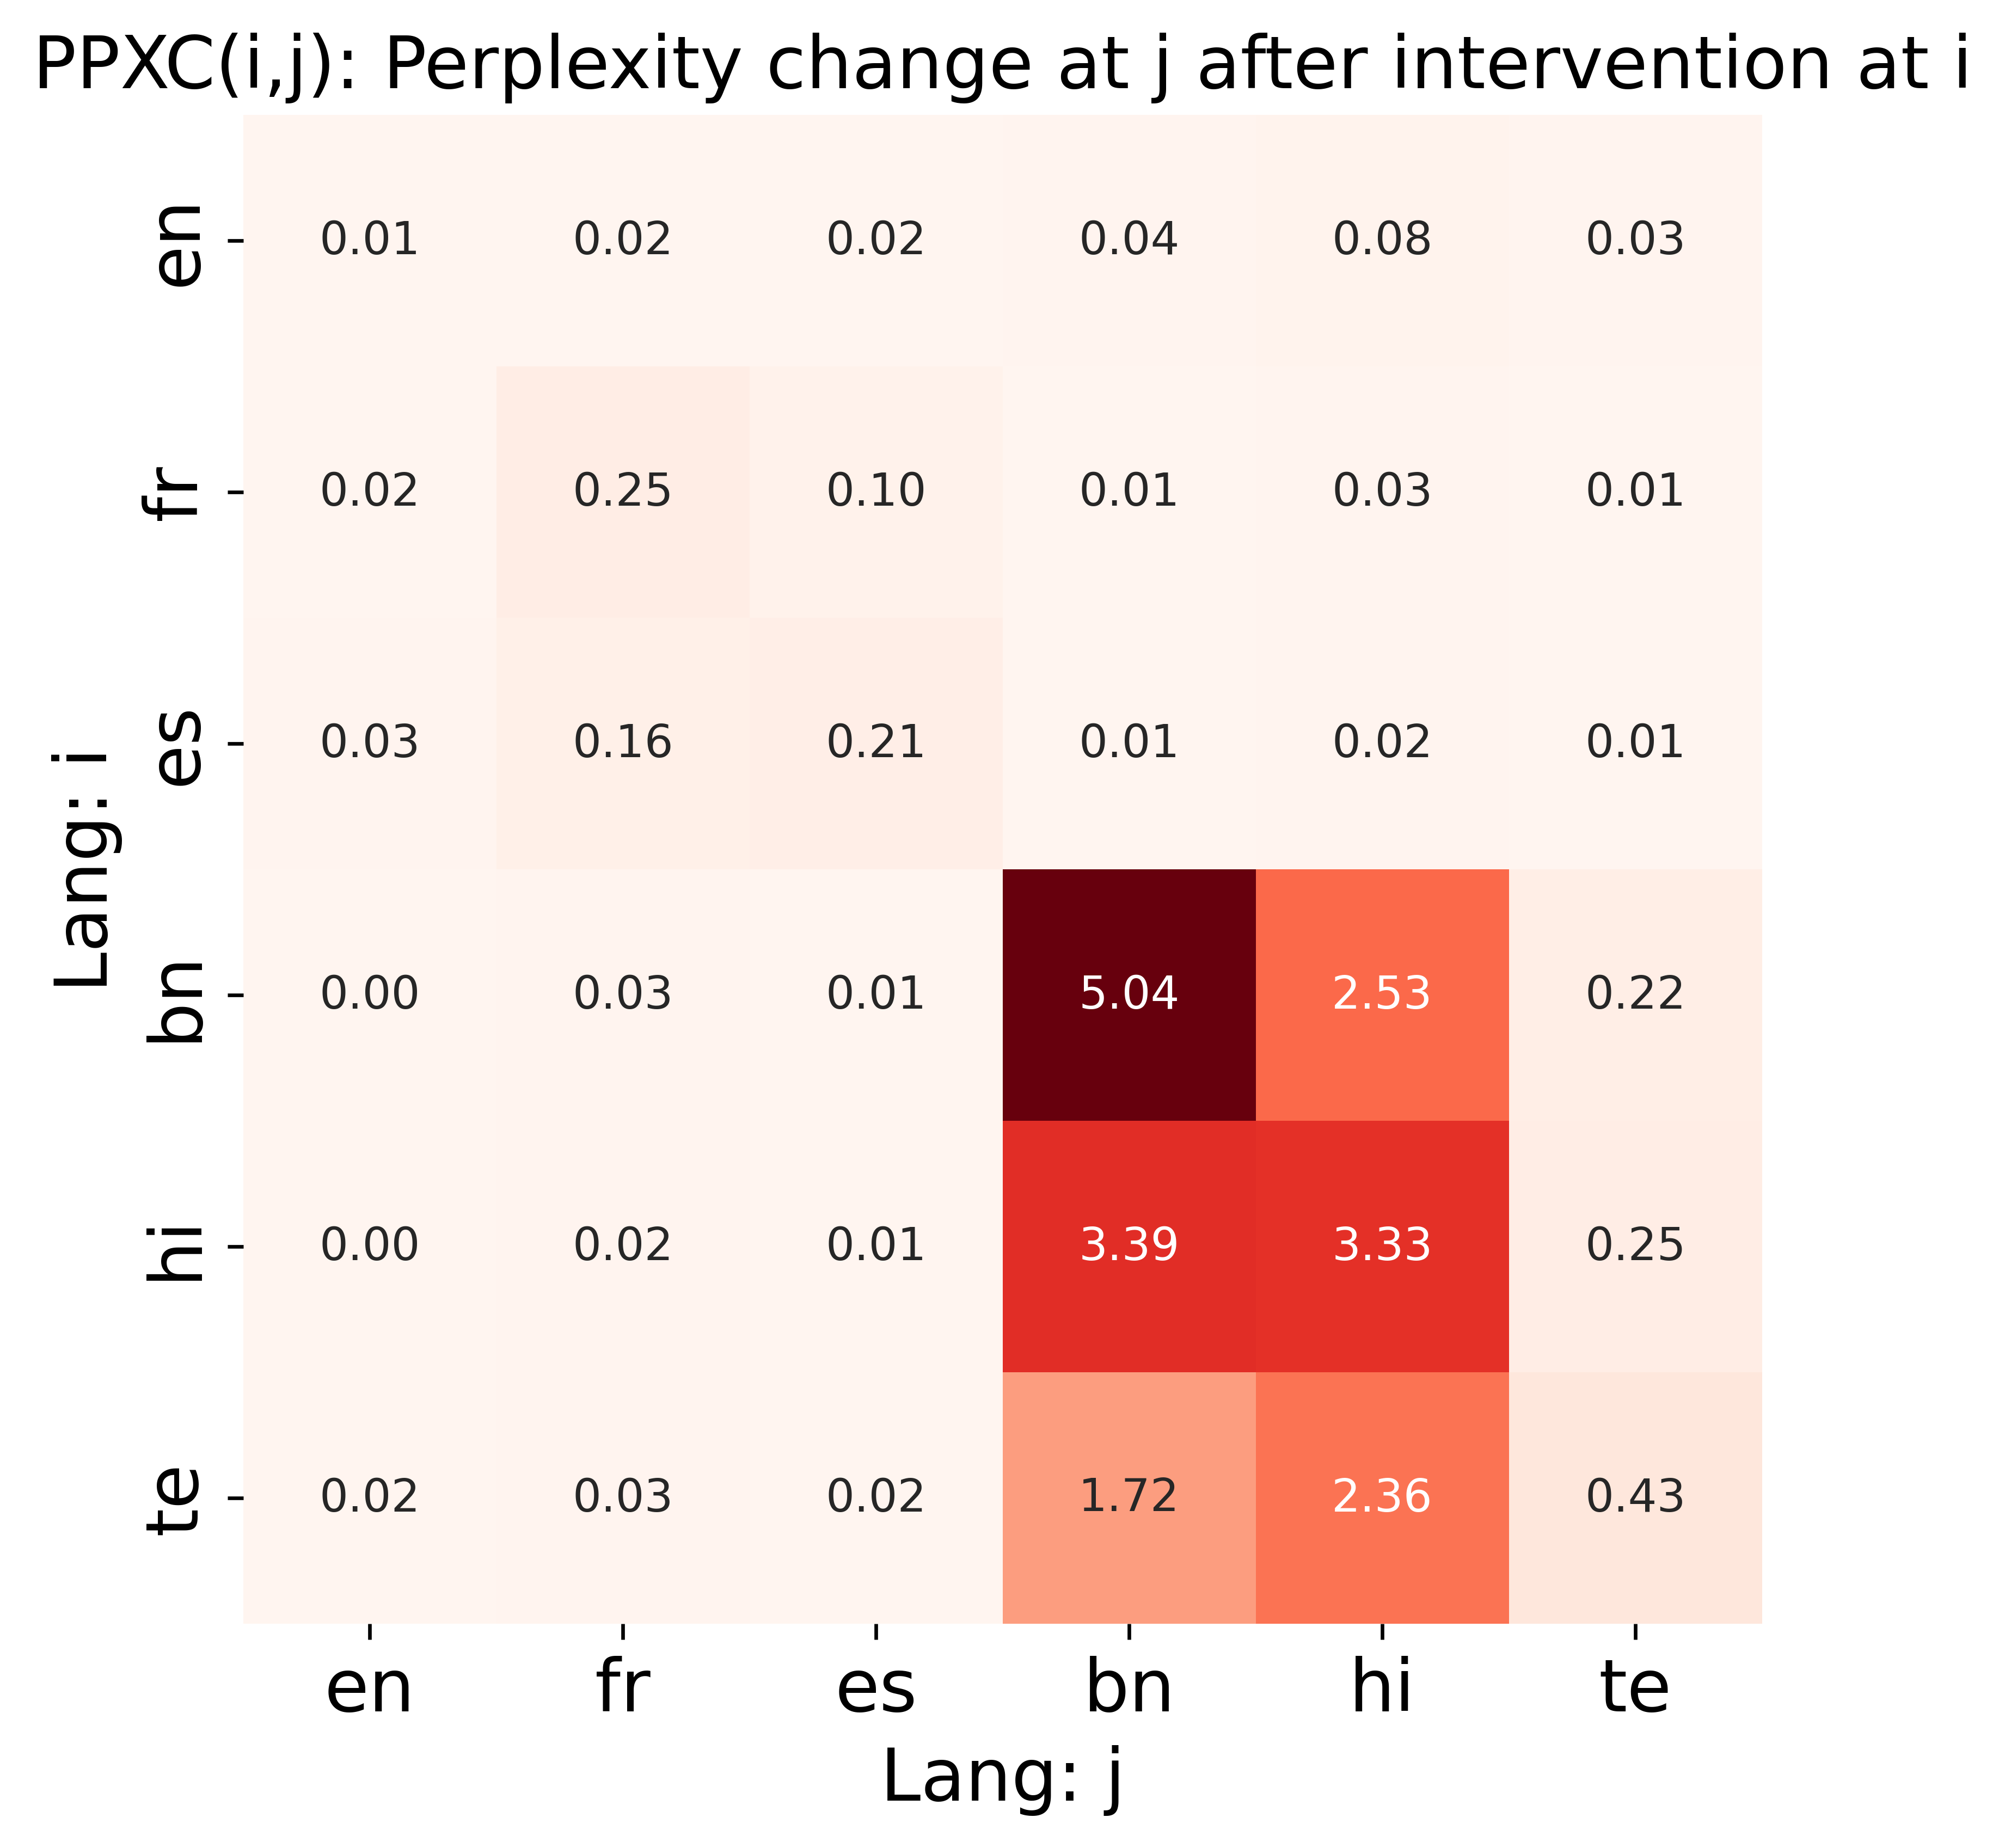 PPXC(i,j): Perplexity change at j after intervention at i
Lang: i
en 0.01 0.02 0.02 0.04 0.08 0.03
fr 0.02 0.25 0.10 0.01 0.03 0.01
es 0.03 0.16 0.21 0.01 0.02 0.01
bn 0.00 0.03 0.01 5.04 2.53 0.22
hi 0.00 0.02 0.01 3.39 3.33 0.25
te 0.02 0.03 0.02 1.72 2.36 0.43
en fr es bn hi te
Lang: j